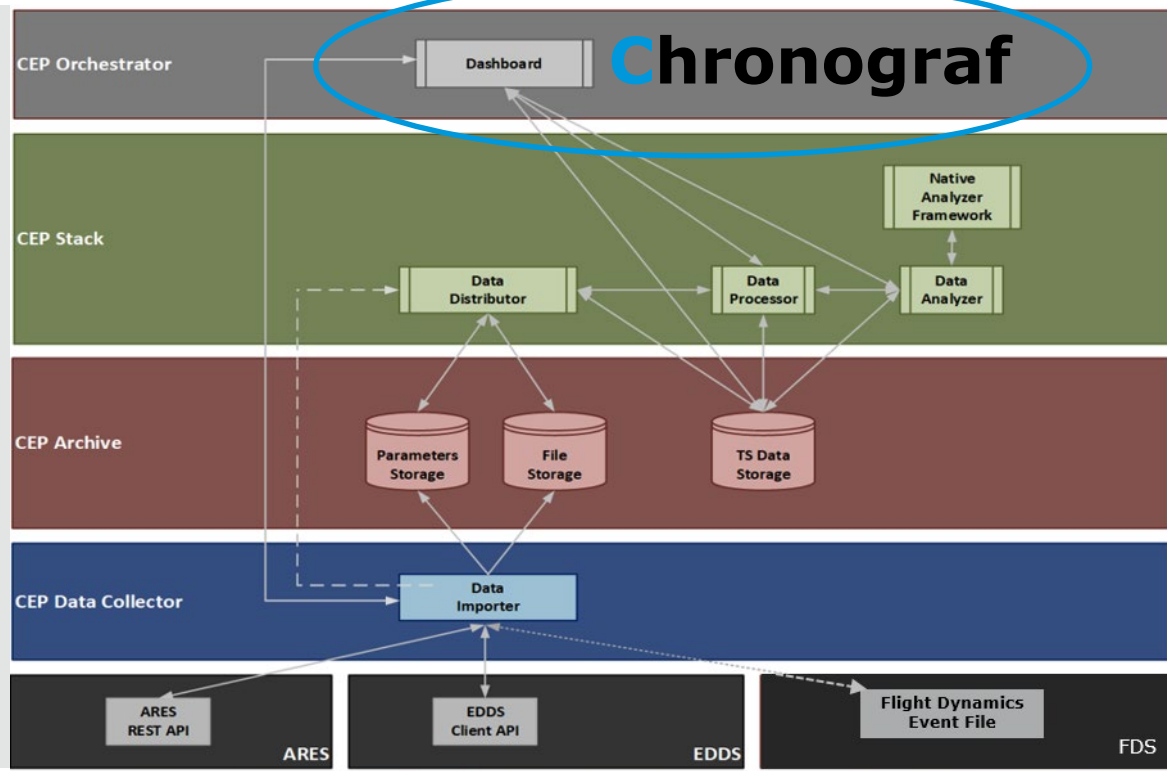 CEP Orchestrator
Dashboard
Chronograf
CEP Stack
Native
Analyzer
Framework
Data
Distributor
Data
Processor
Data
Analyzer
CEP Archive
Parameters
Storage
File
Storage
TS Data
Storage
CEP Data Collector
Data
Importer
ARES
REST API
ARES
EDDS
Client API
EDDS
Flight Dynamics
Event File
FDS